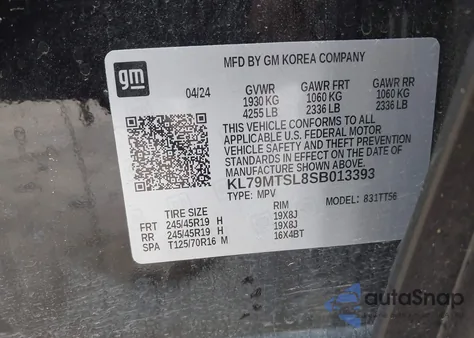 gm
MFD BY GM KOREA COMPANY
04/24 GVWR GAWR FRT GAWR RR
1930 KG 1060 KG 1060 KG
4255 LB 2336 LB 2336 LB
THIS VEHICLE CONFORMS TO ALL
APPLICABLE U.S. FEDERAL MOTOR
VEHICLE SAFETY AND THEFT PREVENTION
STANDARDS IN EFFECT ON THE DATE OF
MANUFACTURE SHOWN ABOVE.
KL79MTSL8SB013393
TYPE: MPV MODEL: 831TT56
TIRE SIZE RIM
FRT 245/45R19 H 19X8J
RR 245/45R19 H 19X8J
SPA T125/70R16 M 16X4BT
autoSnap